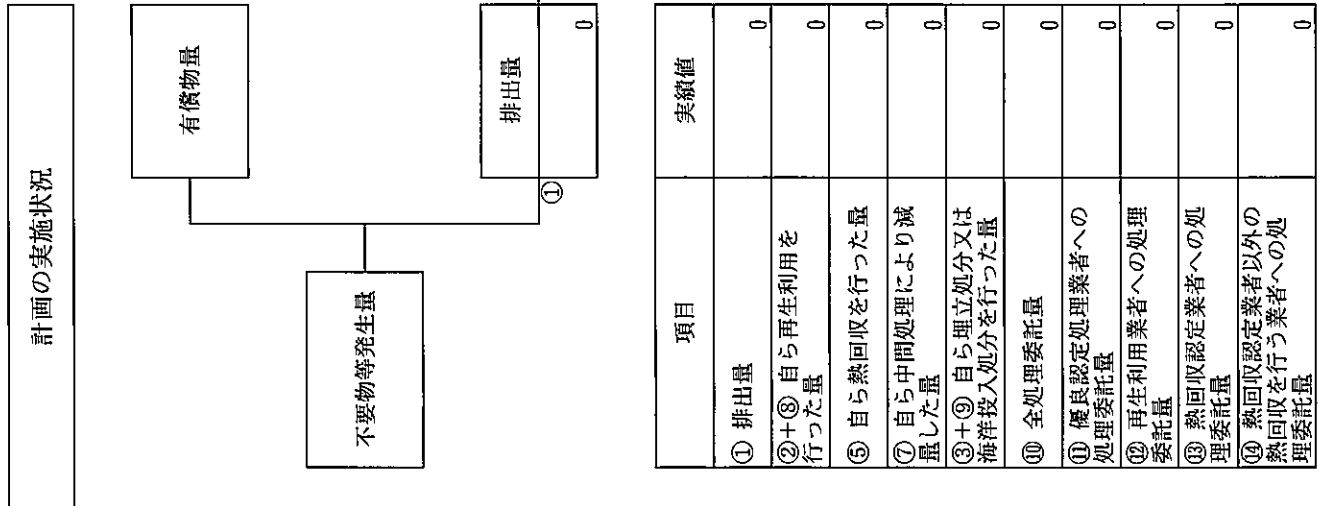 計画の実施状況
有償物量
不要物等発生量
①
排出量
0
項目
実績値
① 排出量
0
②+⑧ 自ら再生利用を
行った量
0
⑤ 自ら熱回収を行った量
0
⑦ 自ら中間処理により減
量した量
0
③+⑨ 自ら埋立処分又は
海洋投入処分を行った量
0
⑩ 全処理委託量
0
⑪ 優良認定処理業者への
処理委託量
0
⑫ 再生利用業者への処理
委託量
0
⑬ 熱回収認定業者への処
理委託量
0
⑭ 熱回収認定業者以外の
熱回収を行う業者への処
理委託量
0